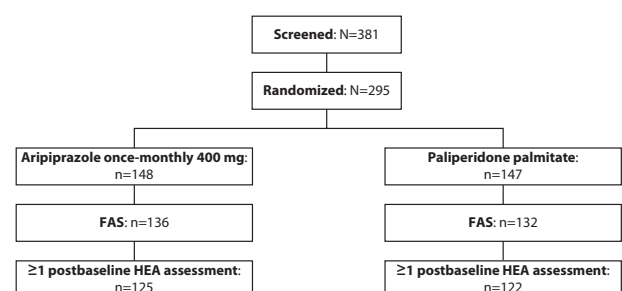 Screened: N=381
Randomized: N=295
Aripiprazole once-monthly 400 mg:
n=148
Paliperidone palmitate:
n=147
FAS: n=136
FAS: n=132
≥1 postbaseline HEA assessment:
n=125
≥1 postbaseline HEA assessment:
n=122